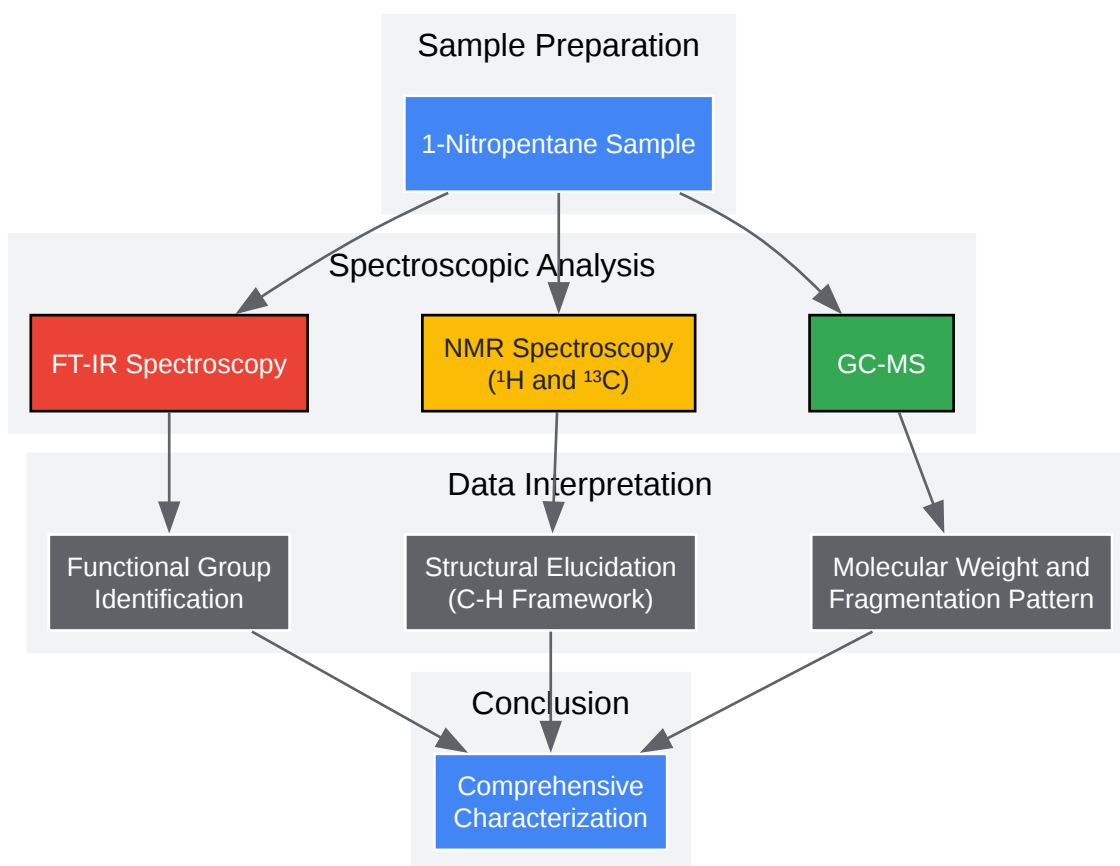 Sample Preparation
1-Nitropentane Sample
Spectroscopic Analysis
FT-IR Spectroscopy
NMR Spectroscopy
(¹H and ¹³C)
GC-MS
Data Interpretation
Functional Group
Identification
Structural Elucidation
(C-H Framework)
Molecular Weight and
Fragmentation Pattern
Conclusion
Comprehensive
Characterization